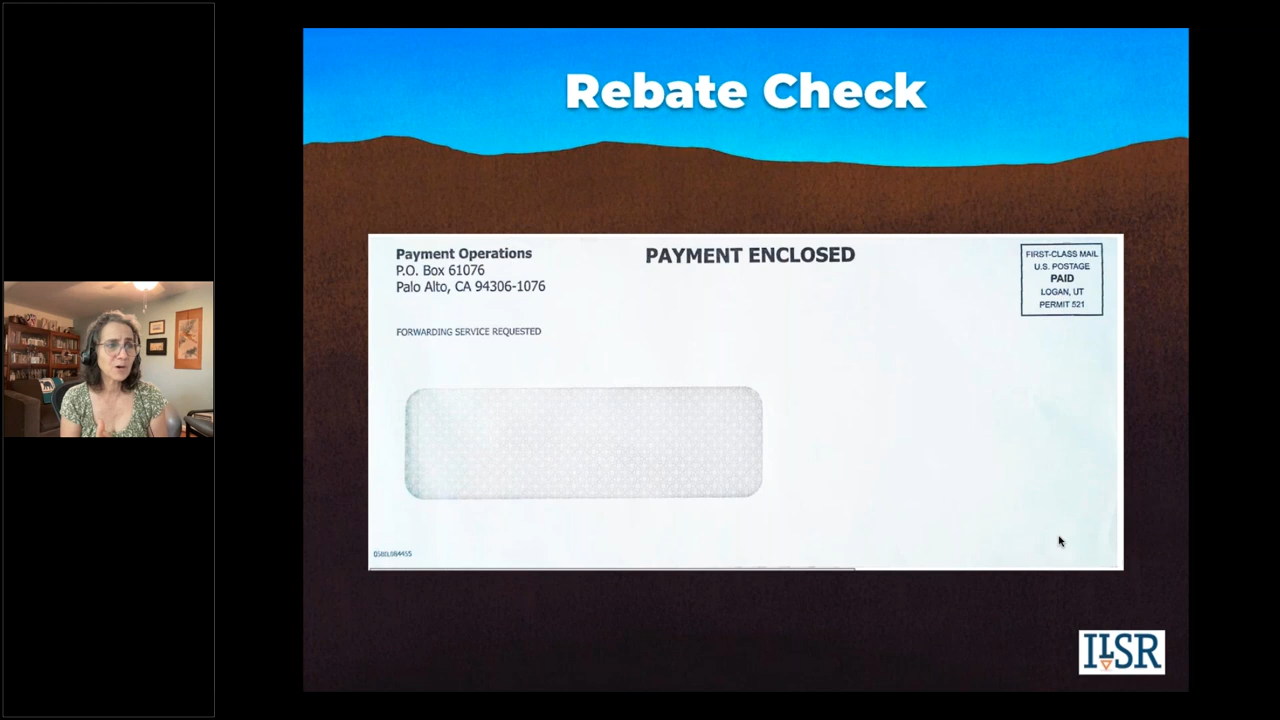 Rebate Check
Payment Operations
P.O. Box 61076
Palo Alto, CA 94306-1076
FORWARDING SERVICE REQUESTED
PAYMENT ENCLOSED
FIRST-CLASS MAIL
U.S. POSTAGE
PAID
LOGAN, UT
PERMIT 521
ILSR